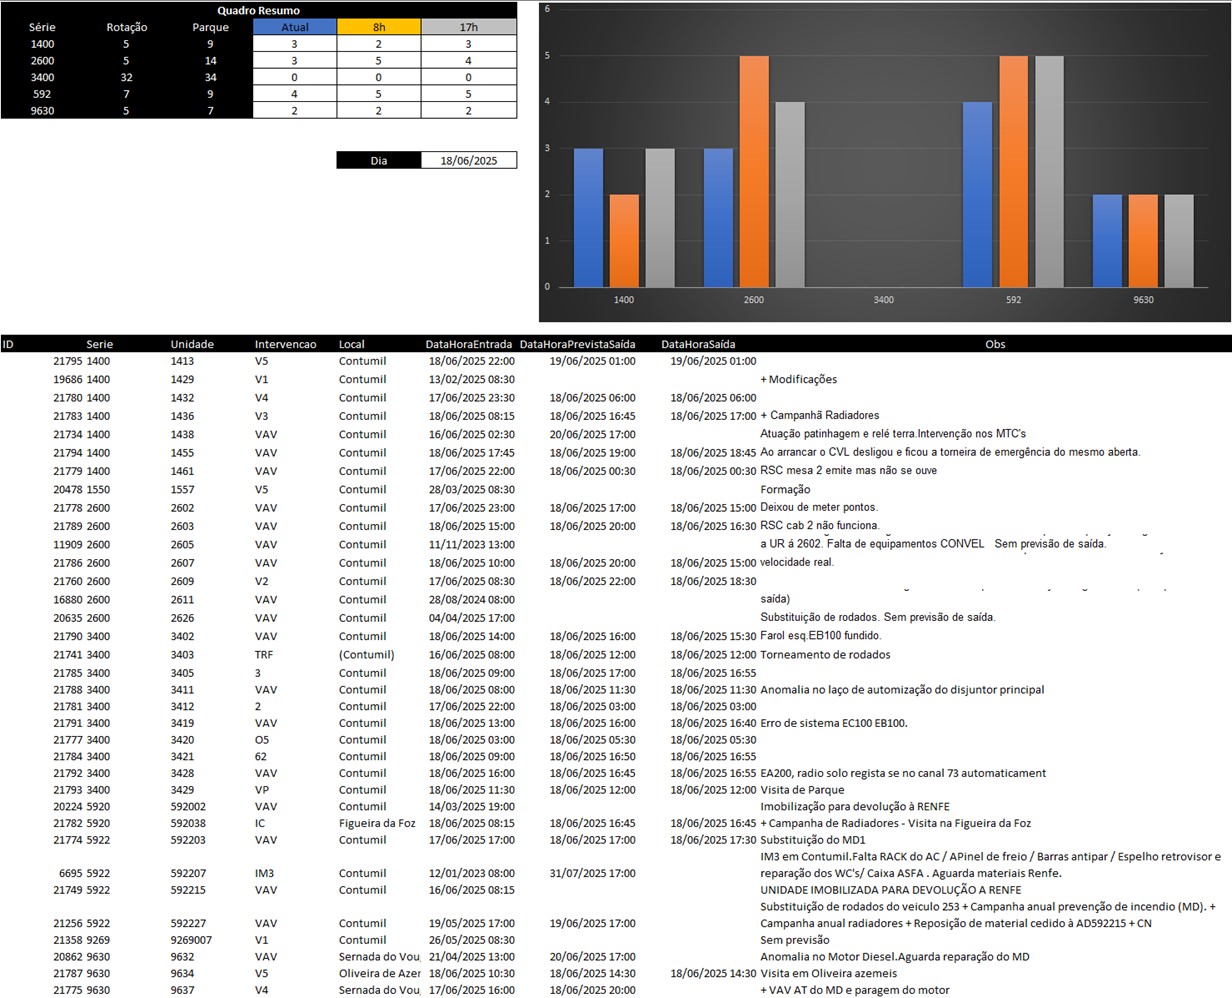 Quadro Resumo
Série Rotação Parque Atual 8h 17h
1400 5 9 3 2 3
2600 5 14 3 5 4
3400 32 34 0 0 0
592 7 9 4 5 5
9630 5 7 2 2 2
Dia 18/06/2025
6
5
4
3
2
1
0
1400 2600 3400 592 9630
ID Serie Unidade Intervencao Local DataHoraEntrada DataHoraPrevistaSaída DataHoraSaída Obs
21795 1400 1413 V5 Contumil 18/06/2025 22:00 19/06/2025 01:00 19/06/2025 01:00
19686 1400 1429 V1 Contumil 13/02/2025 08:30 + Modificações
21780 1400 1432 V4 Contumil 17/06/2025 23:30 18/06/2025 06:00 18/06/2025 06:00
21783 1400 1436 V3 Contumil 18/06/2025 08:15 18/06/2025 16:45 18/06/2025 17:00 + Campanhã Radiadores
21734 1400 1438 VAV Contumil 16/06/2025 02:30 20/06/2025 17:00 Atuação patinhagem e relé terra.Intervenção nos MTC's
21794 1400 1455 VAV Contumil 18/06/2025 17:45 18/06/2025 19:00 18/06/2025 18:45 Ao arrancar o CVL desligou e ficou a torneira de emergência do mesmo aberta.
21779 1400 1461 VAV Contumil 17/06/2025 22:00 18/06/2025 00:30 18/06/2025 00:30 RSC mesa 2 emite mas não se ouve
20478 1550 1557 V5 Contumil 28/03/2025 08:30 Formação
21778 2600 2602 VAV Contumil 17/06/2025 23:00 18/06/2025 17:00 18/06/2025 15:00 Deixou de meter pontos.
21789 2600 2603 VAV Contumil 18/06/2025 15:00 18/06/2025 20:00 18/06/2025 16:30 RSC cab 2 não funciona.
11909 2600 2605 VAV Contumil 11/11/2023 13:00 a UR á 2602. Falta de equipamentos CONVEL Sem previsão de saída.
21786 2600 2607 VAV Contumil 18/06/2025 10:00 18/06/2025 20:00 18/06/2025 15:00 velocidade real.
21760 2600 2609 V2 Contumil 17/06/2025 08:30 18/06/2025 22:00 18/06/2025 18:30
16880 2600 2611 VAV Contumil 28/08/2024 08:00 saída)
20635 2600 2626 VAV Contumil 04/04/2025 17:00 Substituição de rodados. Sem previsão de saída.
21790 3400 3402 VAV Contumil 18/06/2025 14:00 18/06/2025 16:00 18/06/2025 15:30 Farol esq.EB100 fundido.
21741 3400 3403 TRF (Contumil) 16/06/2025 08:00 18/06/2025 12:00 18/06/2025 12:00 Torneamento de rodados
21785 3400 3405 3 Contumil 18/06/2025 09:00 18/06/2025 17:00 18/06/2025 16:55
21788 3400 3411 VAV Contumil 18/06/2025 08:00 18/06/2025 11:30 18/06/2025 11:30 Anomalia no laço de automização do disjuntor principal
21781 3400 3412 2 Contumil 17/06/2025 22:00 18/06/2025 03:00 18/06/2025 03:00
21791 3400 3419 VAV Contumil 18/06/2025 13:00 18/06/2025 16:00 18/06/2025 16:40 Erro de sistema EC100 EB100.
21777 3400 3420 O5 Contumil 18/06/2025 03:00 18/06/2025 05:30 18/06/2025 05:30
21784 3400 3421 62 Contumil 18/06/2025 09:00 18/06/2025 16:50 18/06/2025 16:55
21792 3400 3428 VAV Contumil 18/06/2025 16:00 18/06/2025 16:45 18/06/2025 16:55 EA200, radio solo regista se no canal 73 automaticament
21793 3400 3429 VP Contumil 18/06/2025 11:30 18/06/2025 12:00 18/06/2025 12:00 Visita de Parque
20224 5920 592002 VAV Contumil 14/03/2025 19:00 Imobilização para devolução à RENFE
21782 5920 592038 IC Figueira da Foz 18/06/2025 08:15 18/06/2025 16:45 18/06/2025 16:45 + Campanha de Radiadores - Visita na Figueira da Foz
21774 5922 592203 VAV Contumil 17/06/2025 17:00 18/06/2025 17:00 18/06/2025 17:30 Substituição do MD1
IM3 em Contumil.Falta RACK do AC / APinel de freio / Barras antipar / Espelho retrovisor e
6695 5922 592207 IM3 Contumil 12/01/2023 08:00 31/07/2025 17:00 reparação dos WC's/ Caixa ASFA . Aguarda materiais Renfe.
21749 5922 592215 VAV Contumil 16/06/2025 08:15 UNIDADE IMOBILIZADA PARA DEVOLUÇÃO A RENFE
Substituição de rodados do veiculo 253 + Campanha anual prevenção de incendio (MD). +
21256 5922 592227 VAV Contumil 19/05/2025 17:00 19/06/2025 17:00 Campanha anual radiadores + Reposição de material cedido à AD592215 + CN
21358 9269 9269007 V1 Contumil 26/05/2025 08:30 Sem previsão
20862 9630 9632 VAV Sernada do Vou 21/04/2025 13:00 20/06/2025 17:00 Anomalia no Motor Diesel.Aguarda reparação do MD
21787 9630 9634 V5 Oliveira de Azer 18/06/2025 10:30 18/06/2025 14:30 18/06/2025 14:30 Visita em Oliveira azemeis
21775 9630 9637 V4 Sernada do Vou 17/06/2025 16:00 18/06/2025 20:00 + VAV AT do MD e paragem do motor